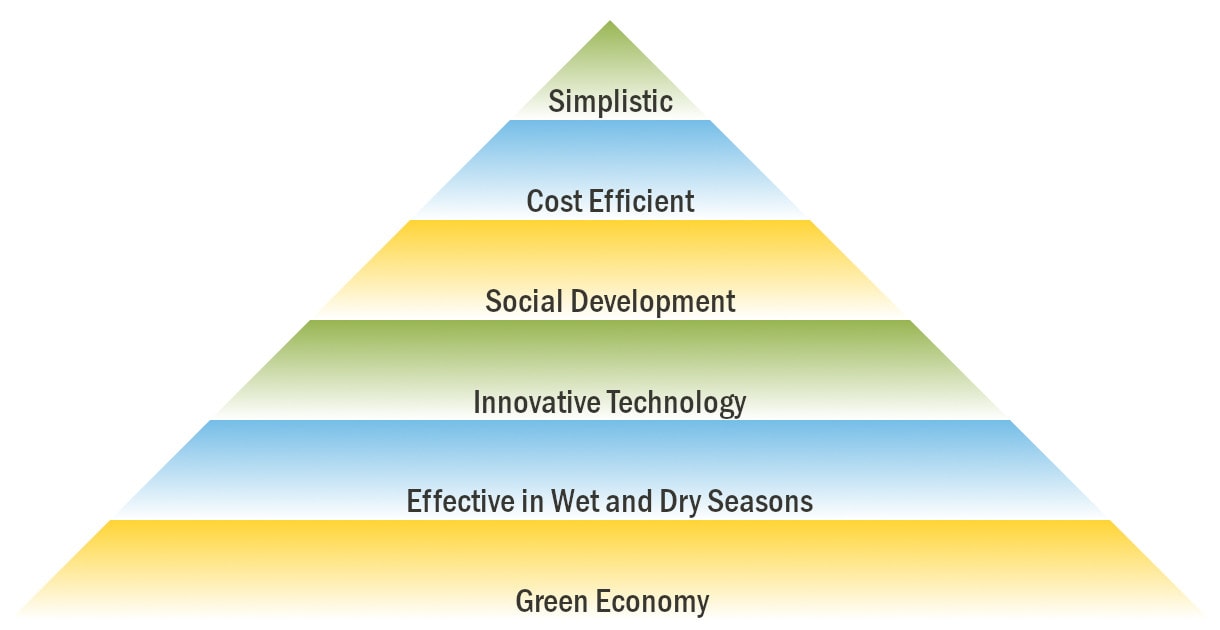 Simplistic
Cost Efficient
Social Development
Innovative Technology
Effective in Wet and Dry Seasons
Green Economy